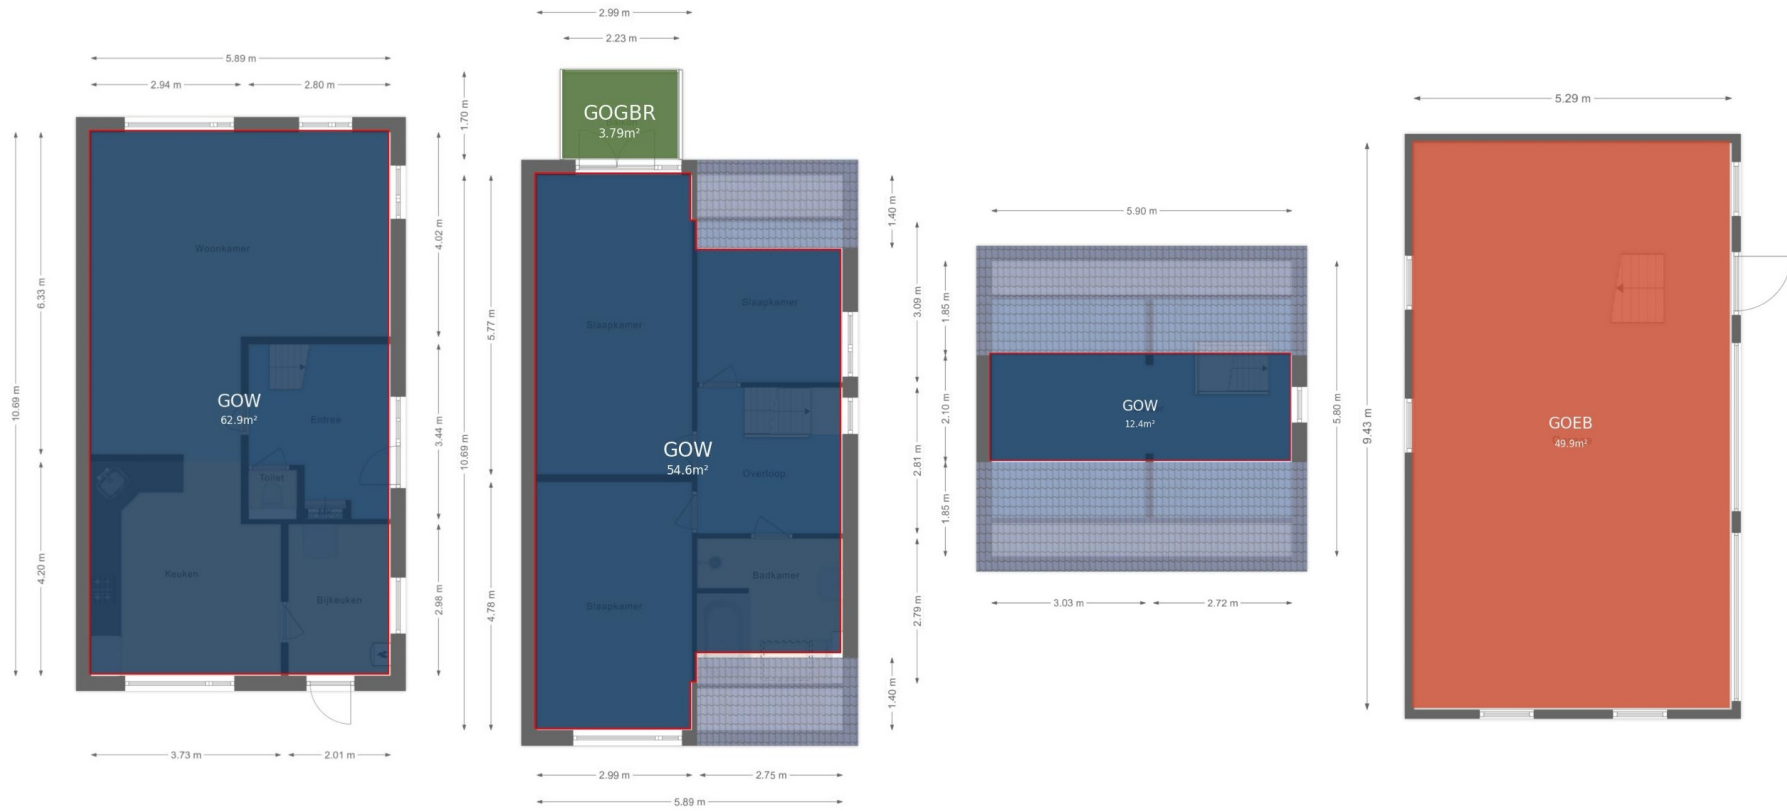 5.89 m
2.94 m
2.80 m
10.69 m
6.33 m
4.20 m
Woonkamer
GOW
62.9m²
Entree
Toilet
Keuken
Bijkeuken
4.02 m
3.44 m
2.98 m
3.73 m
2.01 m
2.99 m
2.23 m
1.70 m
GOGBR
3.79m²
10.69 m
5.77 m
4.78 m
Slaapkamer
Slaapkamer
GOW
54.6m²
Overloop
Slaapkamer
Badkamer
1.40 m
3.09 m
2.81 m
2.79 m
1.40 m
2.99 m
2.75 m
5.89 m
5.90 m
1.85 m
2.10 m
1.85 m
GOW
12.4m²
5.80 m
3.03 m
2.72 m
5.29 m
9.43 m
GOEB
49.9m²